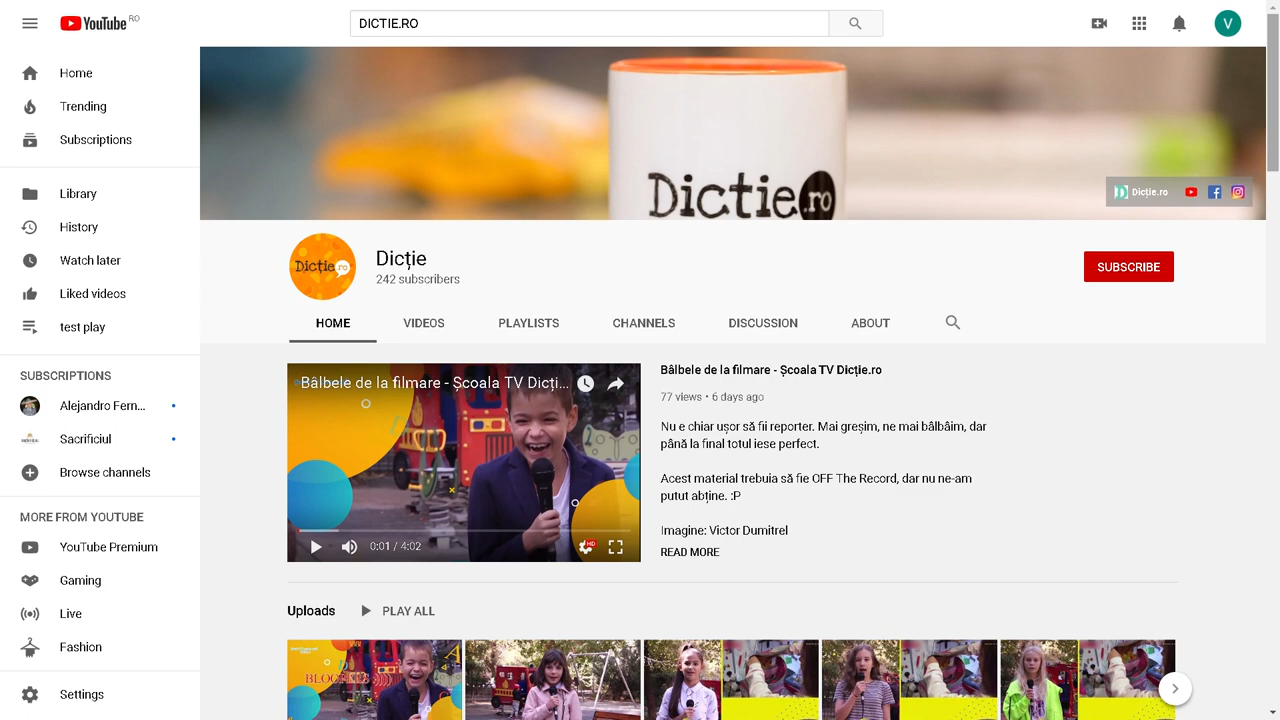 YouTube RO
DICTIE.RO
V
Home
Trending
Subscriptions
Library
History
Watch later
Liked videos
test play
SUBSCRIPTIONS
Alejandro Fern...
Sacrificiul
Browse channels
MORE FROM YOUTUBE
YouTube Premium
Gaming
Live
Fashion
Settings
Dictie.ro
Dicție.ro
Dicție.ro
Dicție
242 subscribers
SUBSCRIBE
HOME
VIDEOS
PLAYLISTS
CHANNELS
DISCUSSION
ABOUT
Bâlbele de la filmare - Școala TV Dicți...
0:01 / 4:02
HD
Bâlbele de la filmare - Școala TV Dicție.ro
77 views • 6 days ago
Nu e chiar ușor să fii reporter. Mai greșim, ne mai bâlbâim, dar
până la final totul iese perfect.
Acest material trebuia să fie OFF The Record, dar nu ne-am
putut abține. :P
Imagine: Victor Dumitrel
READ MORE
Uploads
PLAY ALL